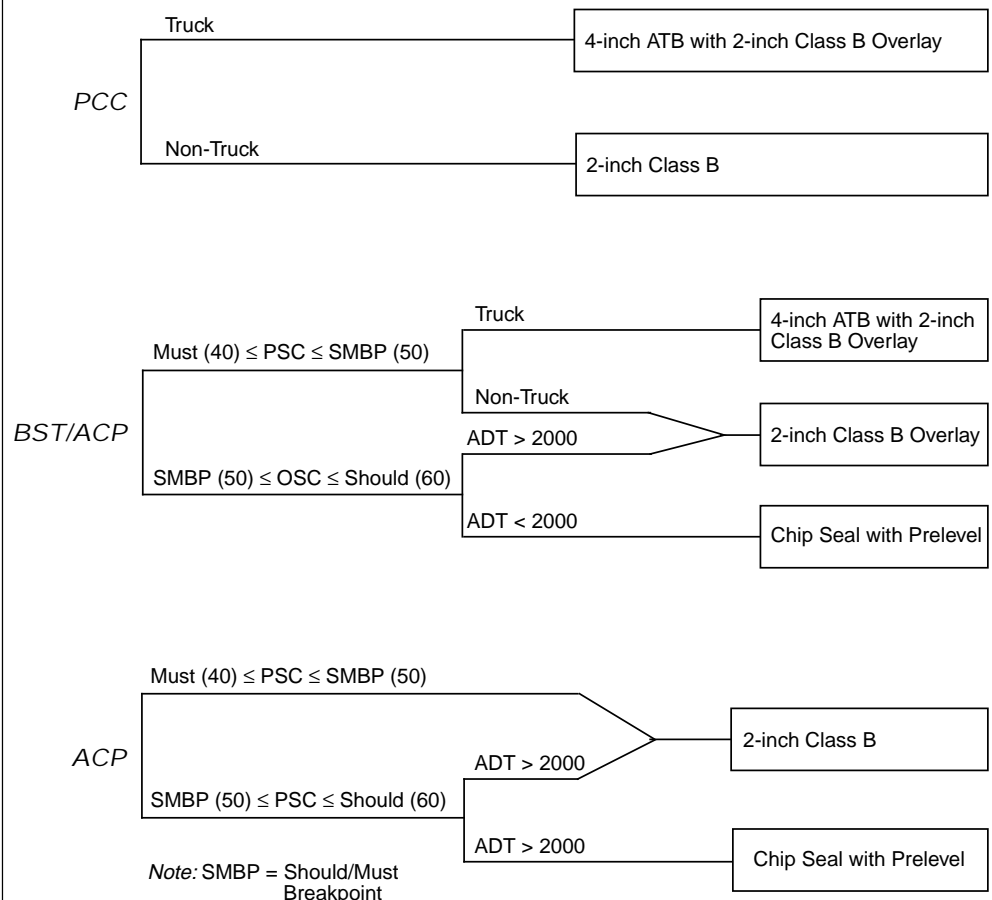 Truck
4-inch ATB with 2-inch Class B Overlay
PCC
Non-Truck
2-inch Class B
Truck
4-inch ATB with 2-inch
Class B Overlay
Must (40) ≤ PSC ≤ SMBP (50)
Non-Truck
BST/ACP
ADT > 2000
2-inch Class B Overlay
SMBP (50) ≤ OSC ≤ Should (60)
ADT < 2000
Chip Seal with Prelevel
Must (40) ≤ PSC ≤ SMBP (50)
2-inch Class B
ACP
ADT > 2000
SMBP (50) ≤ PSC ≤ Should (60)
ADT > 2000
Chip Seal with Prelevel
Note: SMBP = Should/Must
Breakpoint